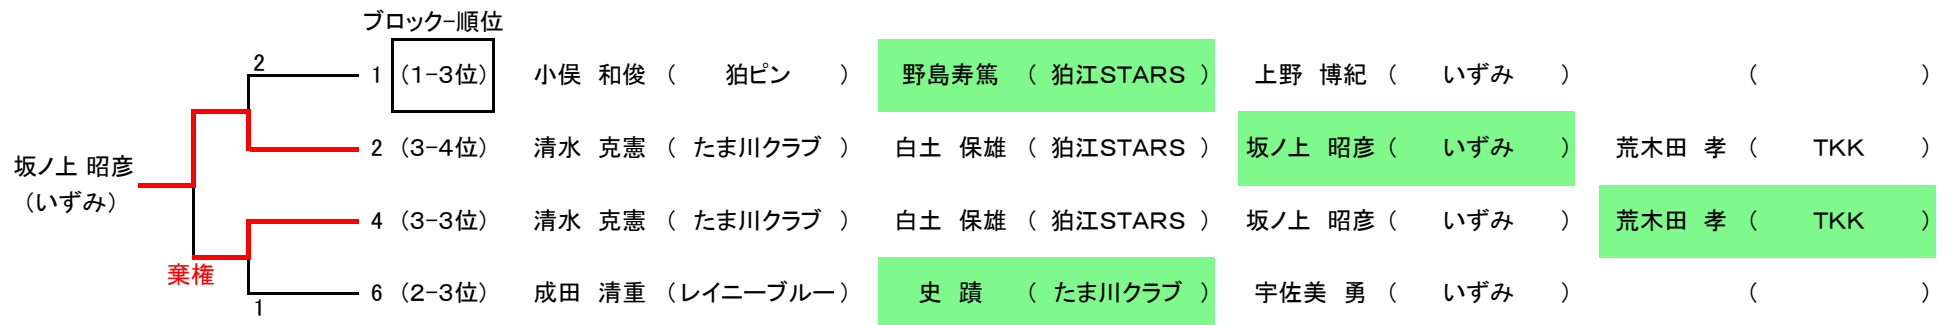 ブロック-順位
2
1 (1-3位) 小俣 和俊 ( 狛ピン ) 野島寿篤 ( 狛江STARS ) 上野 博紀 ( いずみ ) ( )
2 (3-4位) 清水 克憲 ( たま川クラブ ) 白土 保雄 ( 狛江STARS ) 坂ノ上 昭彦 ( いずみ ) 荒木田 孝 ( TKK )
坂ノ上 昭彦
(いずみ)
4 (3-3位) 清水 克憲 ( たま川クラブ ) 白土 保雄 ( 狛江STARS ) 坂ノ上 昭彦 ( いずみ ) 荒木田 孝 ( TKK )
棄権
6 (2-3位) 成田 清重 (レイニーブルー) 史 蹟 ( たま川クラブ ) 宇佐美 勇 ( いずみ ) ( )
1